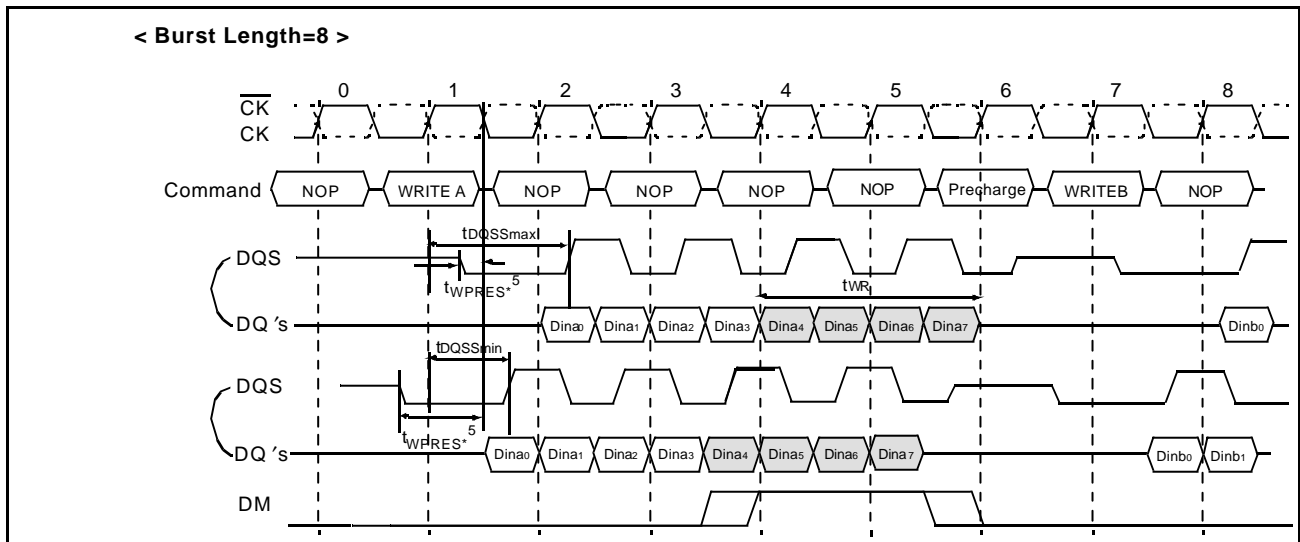 < Burst Length=8 >
0 1 2 3 4 5 6 7 8
CK
CK
Command NOP WRITE A NOP NOP NOP NOP Precharge WRITEB NOP
tDQSSmax
DQS
tWPRES*5
tWR
DQ's Dina0 Dina1 Dina2 Dina3 Dina4 Dina5 Dina6 Dina7 Dinb0
tDQSSmin
DQS
tWPRES*5
DQ's Dina0 Dina1 Dina2 Dina3 Dina4 Dina5 Dina6 Dina7 Dinb0 Dinb1
DM